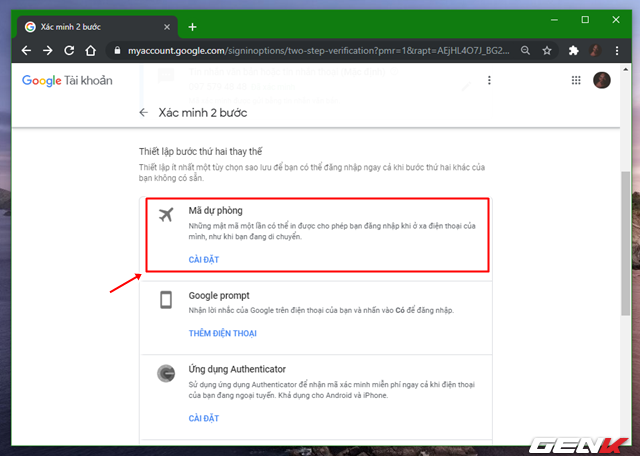 Xác minh 2 bước
myaccount.google.com/signinoptions/two-step-verification?pmr=1&rapt=AEjHL4O7J_BG2...
Google Tài khoản
Xác minh 2 bước
Thiết lập bước thứ hai thay thế
Thiết lập ít nhất một tùy chọn sao lưu để bạn có thể đăng nhập ngay cả khi bước thứ hai khác của
bạn không có sẵn.
Mã dự phòng
Những mật mã một lần có thể in được cho phép bạn đăng nhập khi ở xa điện thoại của
mình, như khi bạn đang di chuyển.
CÀI ĐẶT
Google prompt
Nhận lời nhắc của Google trên điện thoại của bạn và nhấn vào Có để đăng nhập.
THÊM ĐIỆN THOẠI
Ứng dụng Authenticator
Sử dụng ứng dụng Authenticator để nhận mã xác minh miễn phí ngay cả khi điện thoại
của bạn đang ngoại tuyến. Khả dụng cho Android và iPhone.
CÀI ĐẶT
GENK